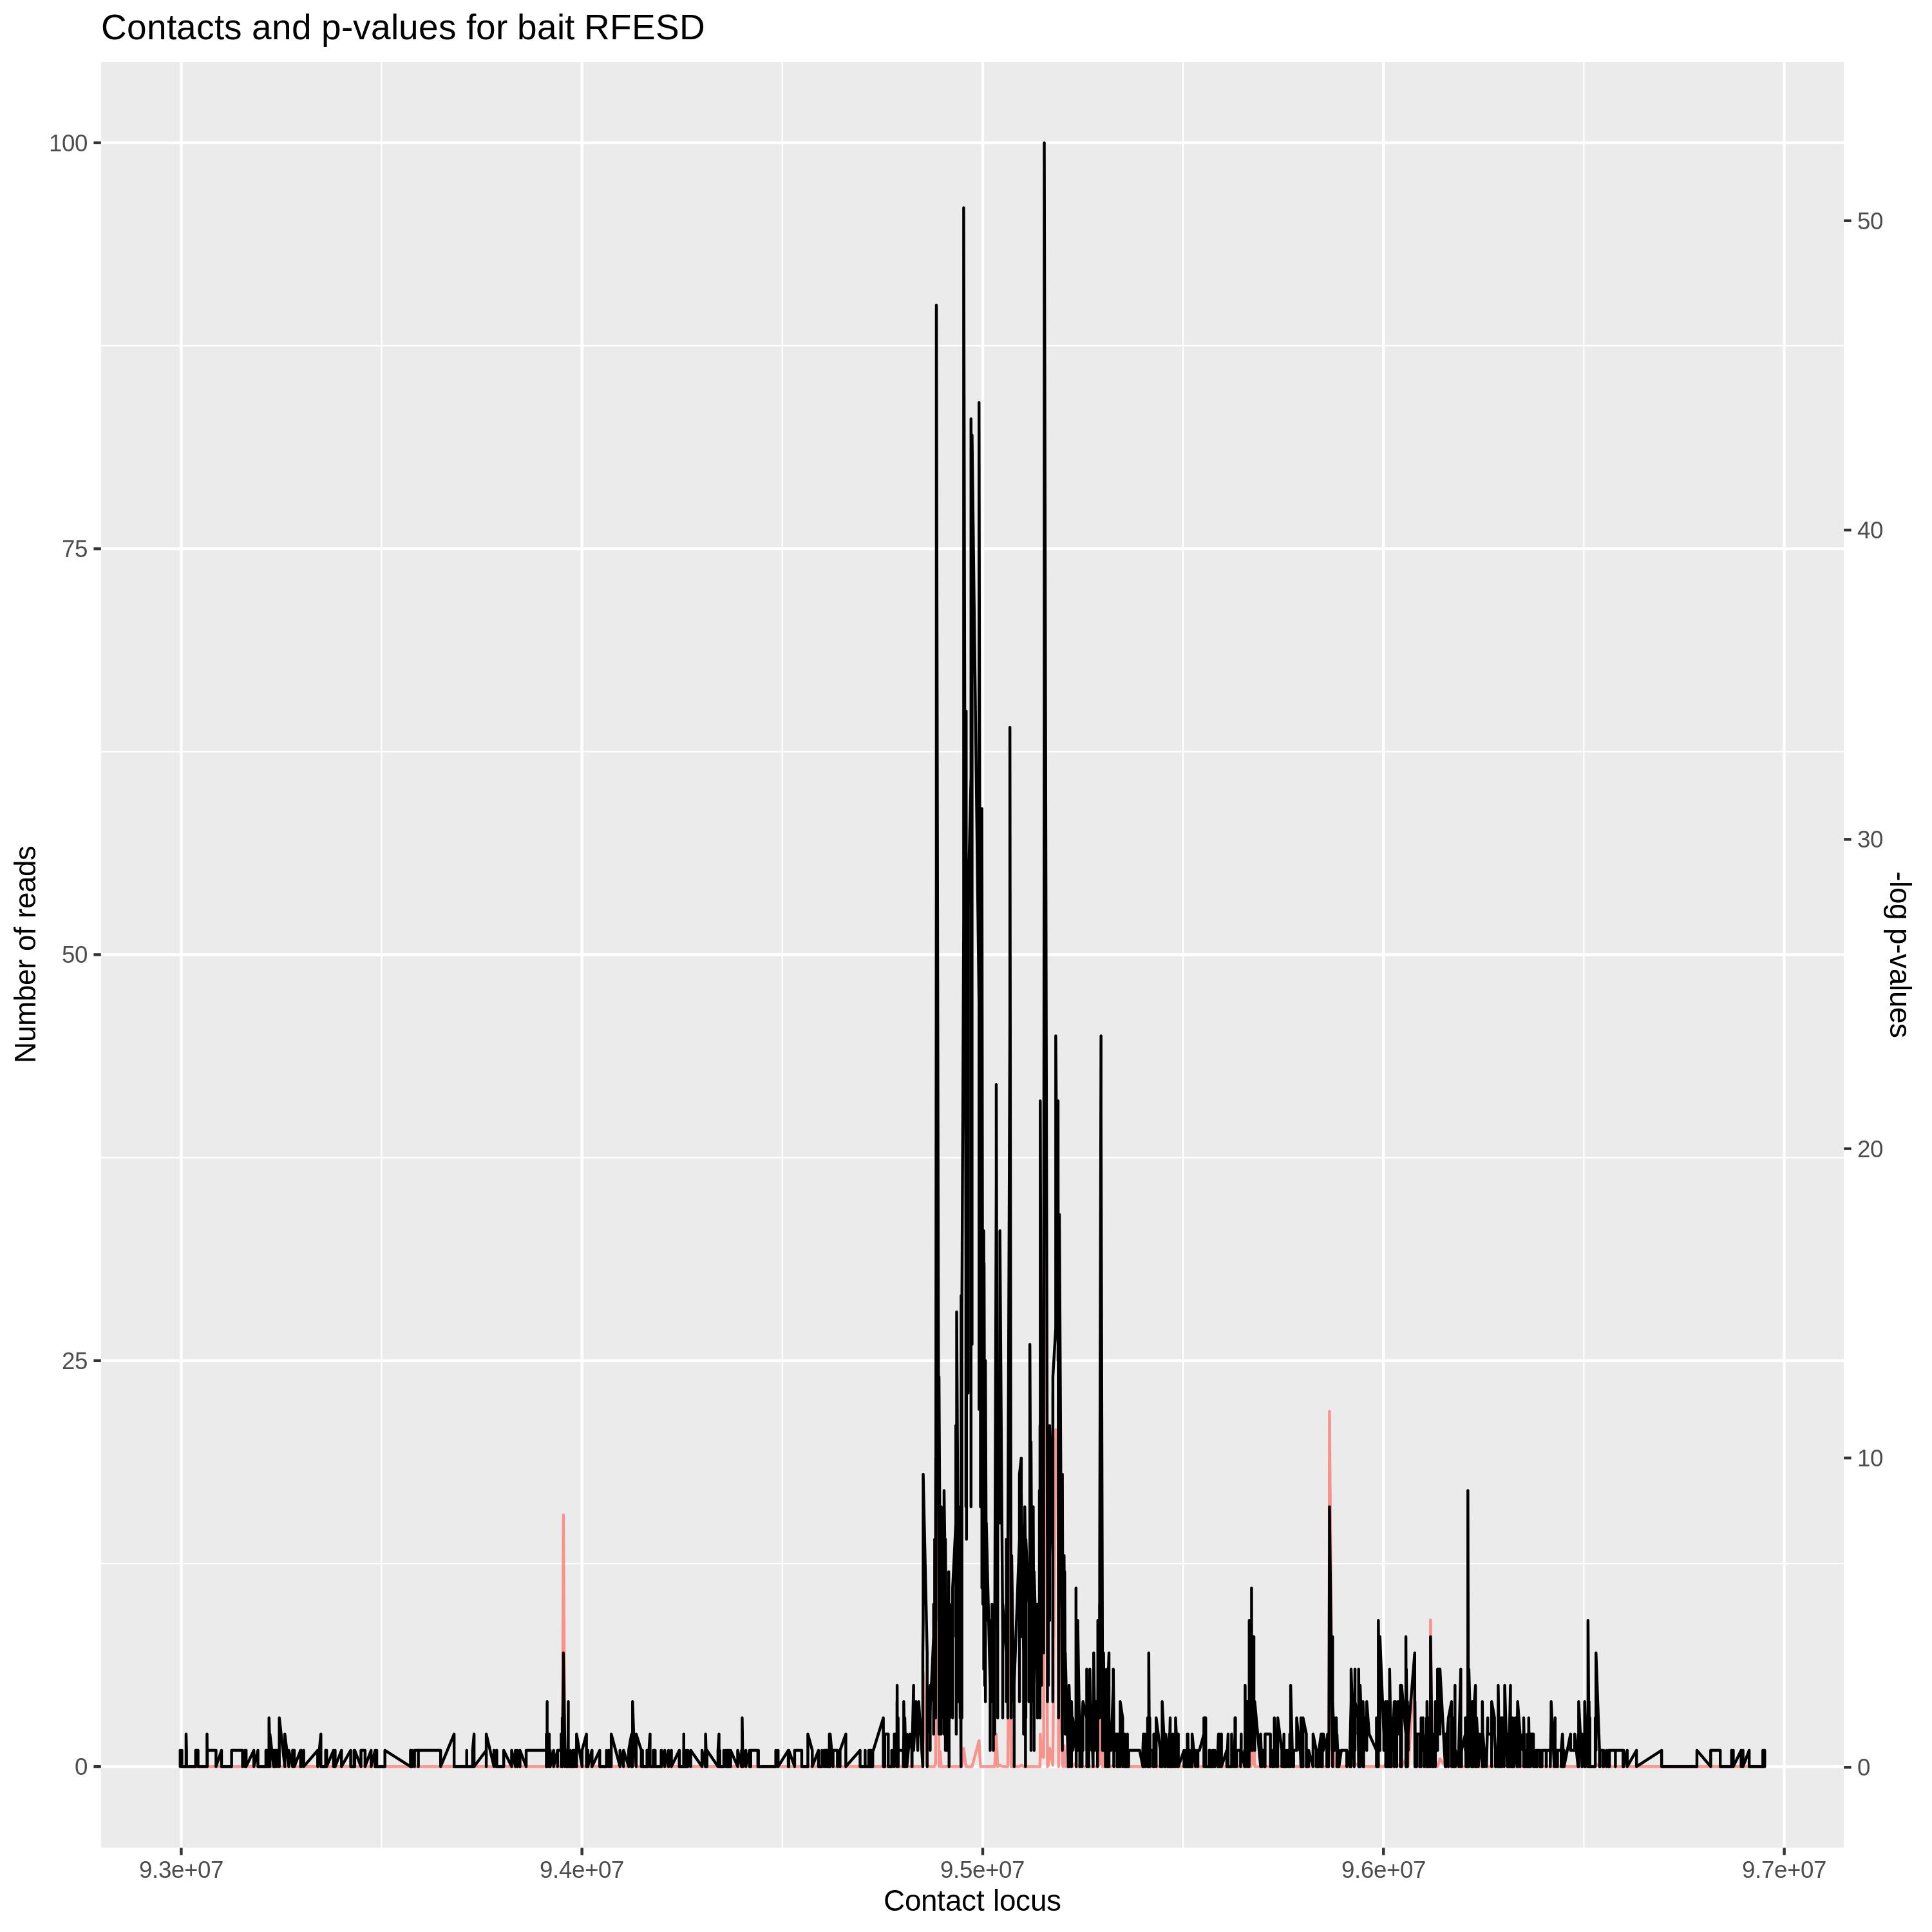 Contacts and p-values for bait RFESD
Number of reads
100
75
50
25
0
50
40
30
20
10
0
-log p-values
9.3e+07
9.4e+07
9.5e+07
9.6e+07
9.7e+07
Contact locus